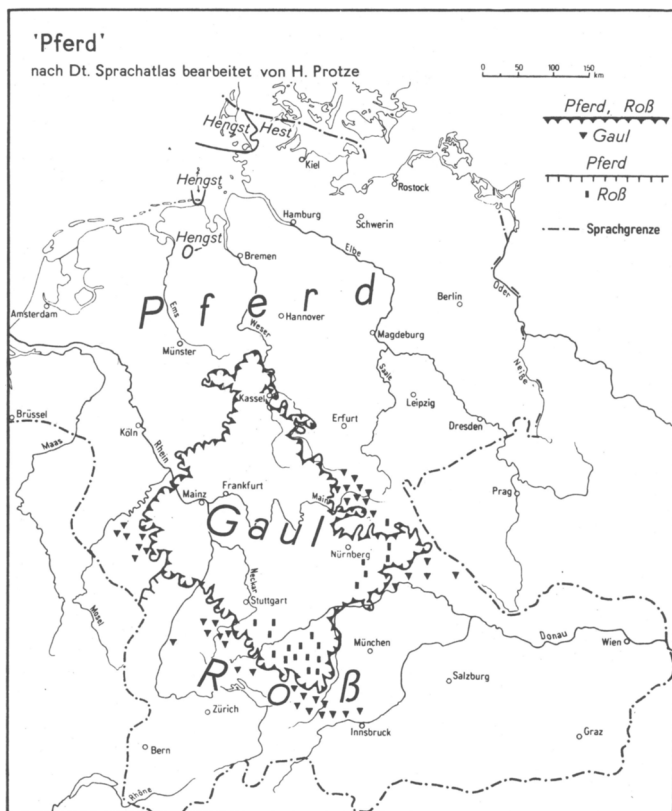 'Pferd'
nach Dt. Sprachatlas bearbeitet von H. Protze
0 50 100 150
km
Pferd, Roß
Gaul
Pferd
Roß
Sprachgrenze
Hengst Hest
Kiel
Hengst
Rostock
Hamburg
Schwerin
Hengst
Bremen
Elbe
Oder
Amsterdam
Pferd
Ems
Hannover
Berlin
Weser
Magdeburg
Münster
Saale
Neiße
Kassel
Leipzig
Brüssel
Köln
Erfurt
Dresden
Maas
Rhein
Frankfurt
Mainz
Main
Prag
Gaul
Nürnberg
Neckar
Stuttgart
Mosel
München
Donau
Wien
Roß
Salzburg
Zürich
Innsbruck
Graz
Bern
Rhône